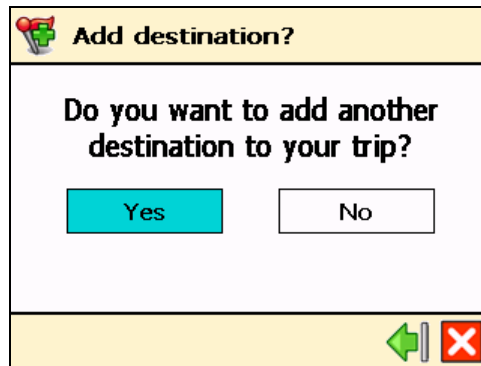 Add destination?
Do you want to add another
destination to your trip?
Yes
No